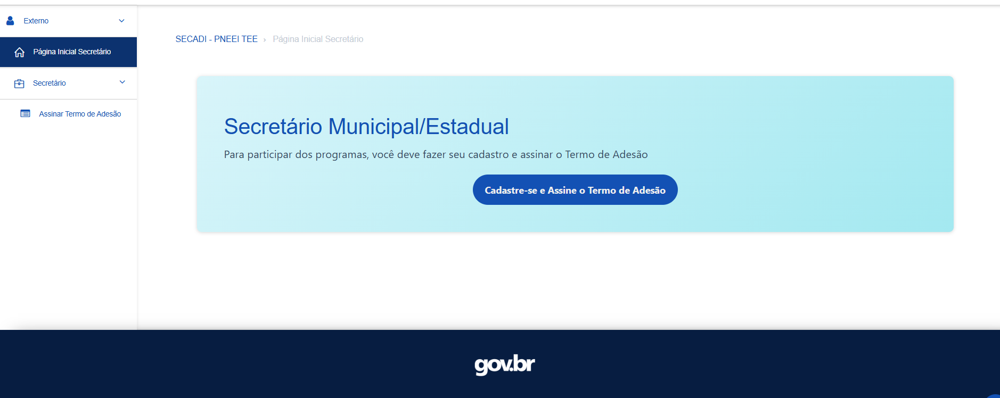 Externo
Página Inicial Secretário
Secretário
Assinar Termo de Adesão
SECADI - PNEEI TEE › Página Inicial Secretário
Secretário Municipal/Estadual
Para participar dos programas, você deve fazer seu cadastro e assinar o Termo de Adesão
Cadastre-se e Assine o Termo de Adesão
gov.br